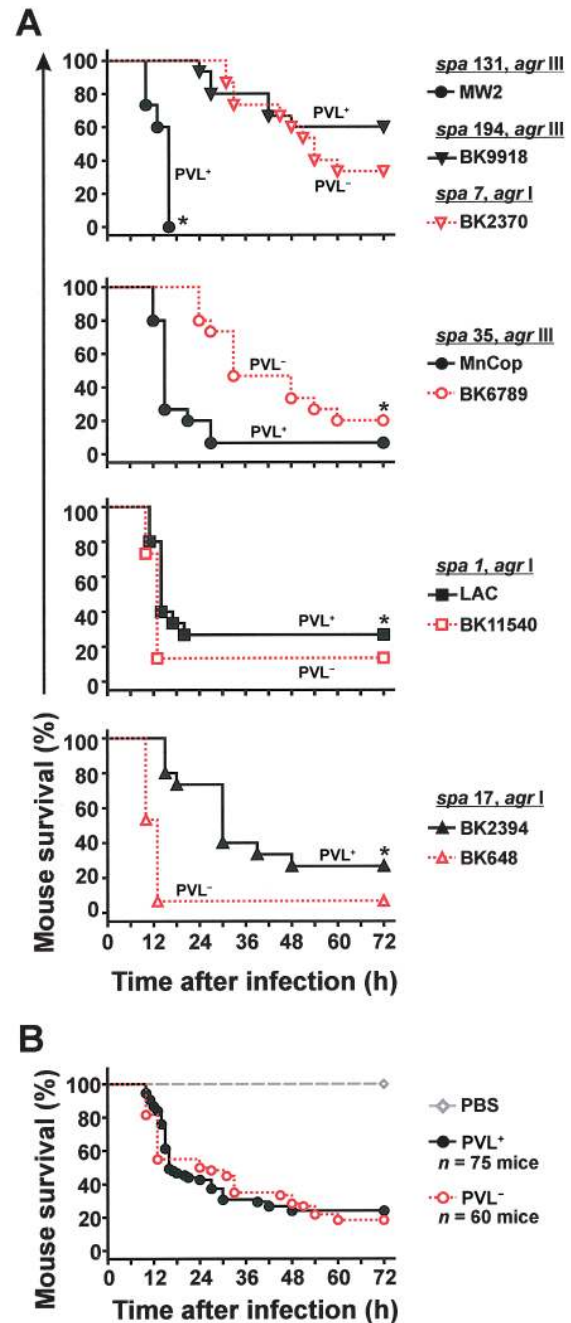 A
100
80
60
40
20
0
PVL⁺
*
PVL⁺
PVL⁻
spa 131, agr III
MW2
spa 194, agr III
BK9918
spa 7, agr I
BK2370
100
80
60
40
20
0
PVL⁻
PVL⁺
*
spa 35, agr III
MnCop
BK6789
100
80
60
40
20
0
PVL⁺
PVL⁻
*
spa 1, agr I
LAC
BK11540
100
80
60
40
20
0
PVL⁺
PVL⁻
*
spa 17, agr I
BK2394
BK648
Mouse survival (%)
0 12 24 36 48 60 72
Time after infection (h)
B
Mouse survival (%)
100
80
60
40
20
0
0 12 24 36 48 60 72
Time after infection (h)
PBS
PVL⁺
n = 75 mice
PVL⁻
n = 60 mice